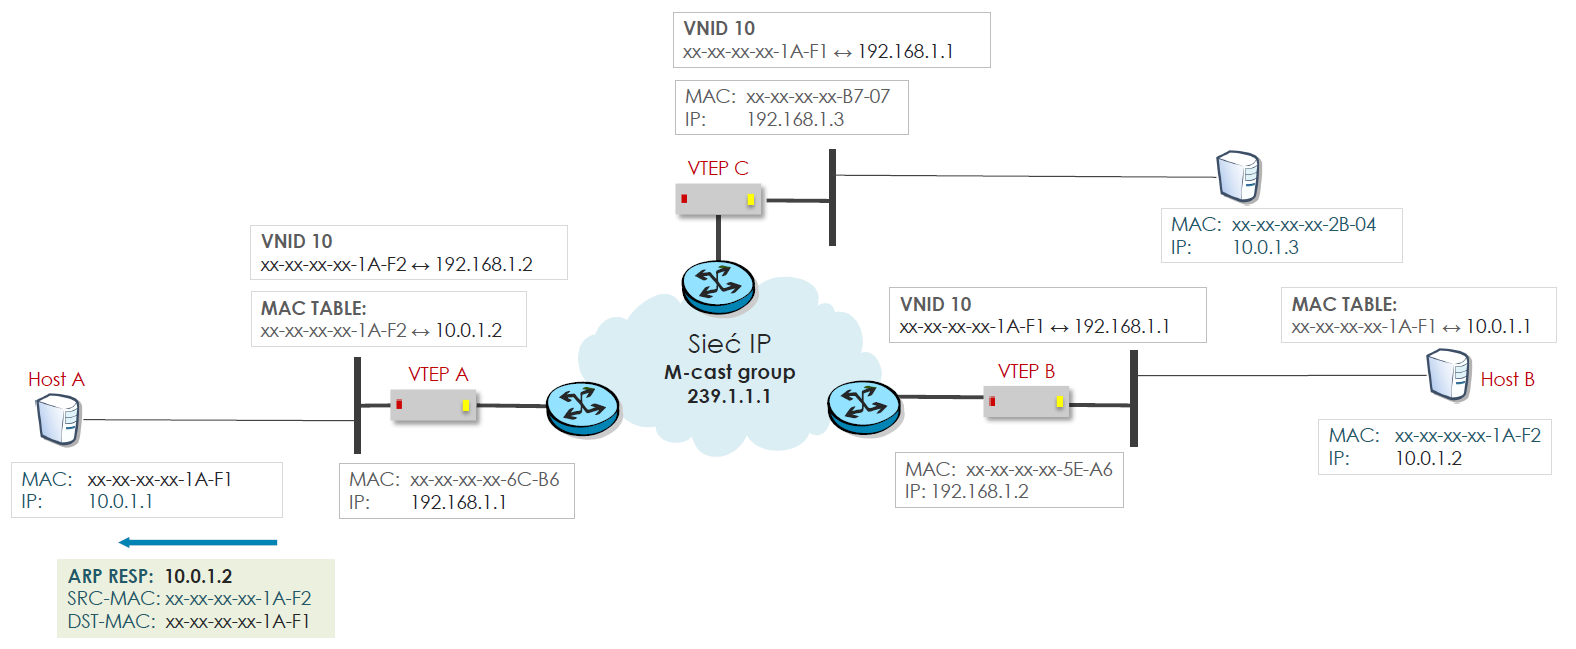 VNID 10
xx-xx-xx-xx-1A-F1 ↔ 192.168.1.1
MAC: xx-xx-xx-xx-B7-07
IP: 192.168.1.3
VTEP C
MAC: xx-xx-xx-xx-2B-04
IP: 10.0.1.3
VNID 10
xx-xx-xx-xx-1A-F2 ↔ 192.168.1.2
MAC TABLE:
xx-xx-xx-xx-1A-F2 ↔ 10.0.1.2
VNID 10
xx-xx-xx-xx-1A-F1 ↔ 192.168.1.1
MAC TABLE:
xx-xx-xx-xx-1A-F1 ↔ 10.0.1.1
Sieć IP
M-cast group
239.1.1.1
Host A
VTEP A
VTEP B
Host B
MAC: xx-xx-xx-xx-1A-F1
IP: 10.0.1.1
MAC: xx-xx-xx-xx-6C-B6
IP: 192.168.1.1
MAC: xx-xx-xx-xx-5E-A6
IP: 192.168.1.2
MAC: xx-xx-xx-xx-1A-F2
IP: 10.0.1.2
ARP RESP: 10.0.1.2
SRC-MAC: xx-xx-xx-xx-1A-F2
DST-MAC: xx-xx-xx-xx-1A-F1